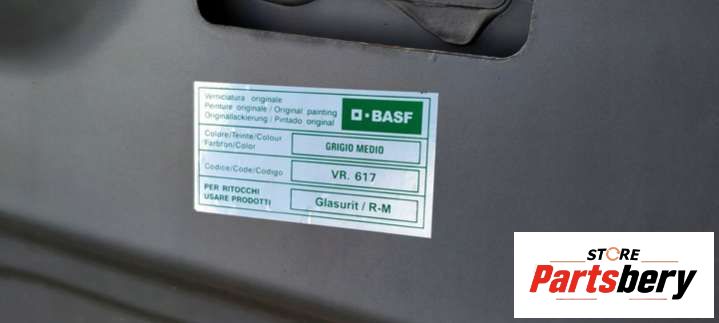 Verniciatura originale
Peinture originale / Original painting
Originallackierung / Pintado original
BASF
Colore/Teinte/Colour
Farbton/Color
GRIGIO MEDIO
Codice/Code/Codigo
VR. 617
PER RITOCCHI
USARE PRODOTTI
Glasurit / R-M
STORE
Partsbery